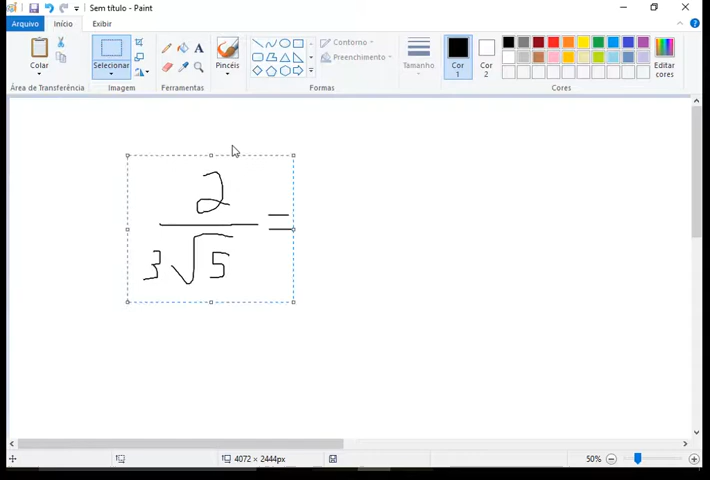 Sem título - Paint
Arquivo Início Exibir
Colar Selecionar Pincéis Contorno Preenchimento Tamanho Cor 1 Cor 2 Editar cores
Área de Transferência Imagem Ferramentas Formas Cores
2
3√5 =
4072 × 2444px 50%